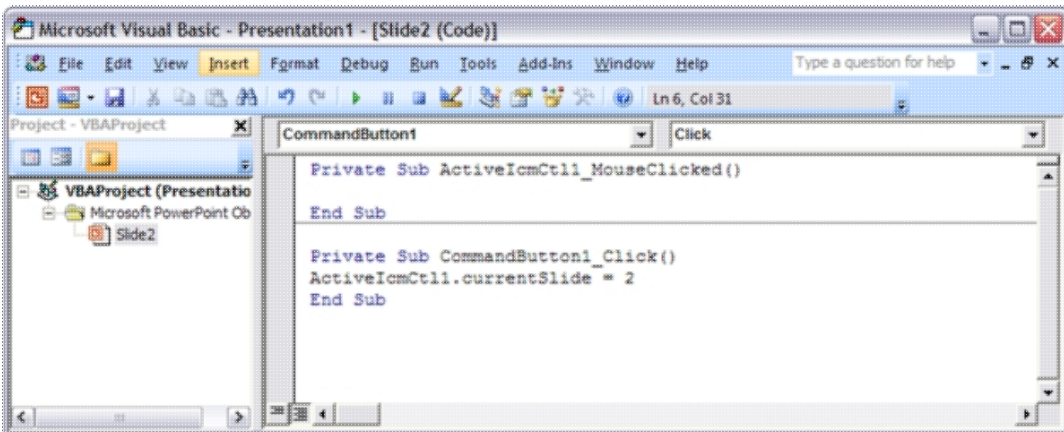 Microsoft Visual Basic - Presentation1 - [Slide2 (Code)]
File Edit View Insert Format Debug Run Tools Add-Ins Window Help Type a question for help
Ln 6, Col 31
Project - VBAProject
CommandButton1 Click
VBAProject (Presentatio
Microsoft PowerPoint Ob
Slide2
Private Sub ActiveIcmCtl1_MouseClicked()
End Sub
Private Sub CommandButton1_Click()
ActiveIcmCtl1.currentSlide = 2
End Sub